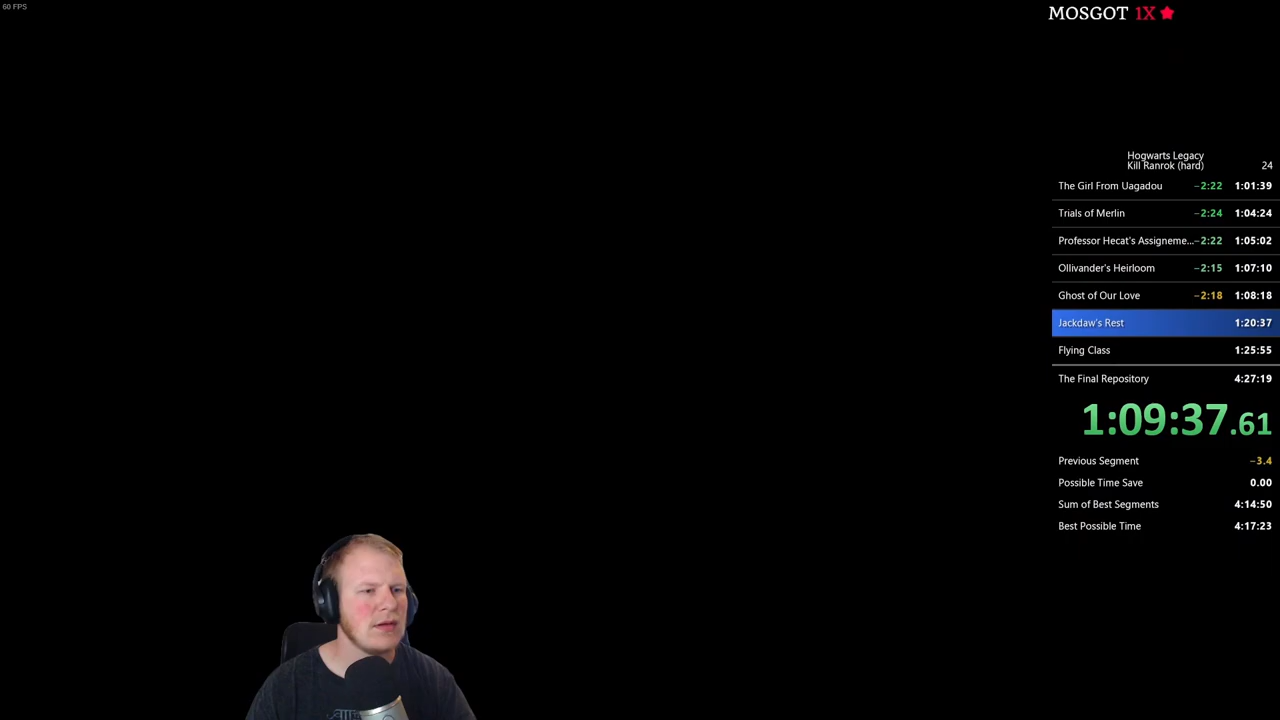 60 FPS
MOSGOT 1X
Hogwarts Legacy
Kill Ranrok (hard) 24
The Girl From Uagadou −2:22 1:01:39
Trials of Merlin −2:24 1:04:24
Professor Hecat's Assigneme... −2:22 1:05:02
Ollivander's Heirloom −2:15 1:07:10
Ghost of Our Love −2:18 1:08:18
Jackdaw's Rest 1:20:37
Flying Class 1:25:55
The Final Repository 4:27:19
1:09:37.61
Previous Segment −3.4
Possible Time Save 0.00
Sum of Best Segments 4:14:50
Best Possible Time 4:17:23